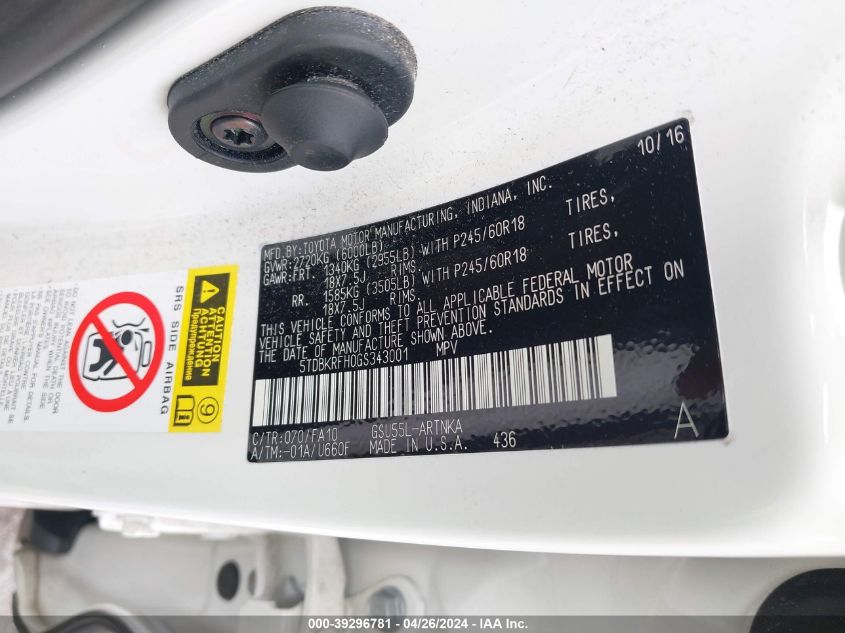 10/16
MFD.BY:TOYOTA MOTOR MANUFACTURING, INDIANA, INC.
GVWR:2720KG (6000LB)
GAWR:FRT. 1340KG (2955LB) WITH P245/60R18 TIRES,
18X7.5J RIMS.
RR. 1585KG (3505LB) WITH P245/60R18 TIRES,
18X7.5J RIMS.
THIS VEHICLE CONFORMS TO ALL APPLICABLE FEDERAL MOTOR
VEHICLE SAFETY AND THEFT PREVENTION STANDARDS IN EFFECT ON
THE DATE OF MANUFACTURE SHOWN ABOVE.
5TDBKRFH0GS343001 MPV
C/TR:070/FA10 GSU55L-ARTNKA
A/TM:-01A/U660F MADE IN U.S.A. 436
A
CAUTION
ATTENTION
ACHTUNG
Предупреждение
9
SRS SIDE AIRBAG
000-39296781 - 04/26/2024 - IAA Inc.